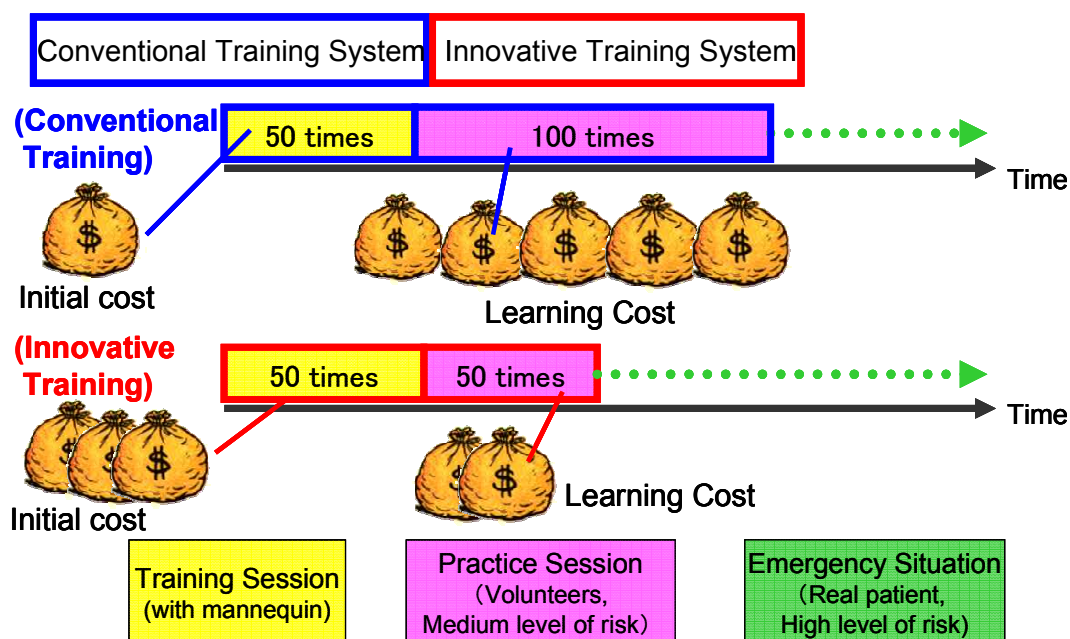 Conventional Training System
Innovative Training System
(Conventional
Training)
50 times
100 times
Time
$
$
$
$
$
$
Initial cost
Learning Cost
(Innovative
Training)
50 times
50 times
Time
$
$
$
$
$
Initial cost
Learning Cost
Training Session
(with mannequin)
Practice Session
(Volunteers,
Medium level of risk)
Emergency Situation
(Real patient,
High level of risk)